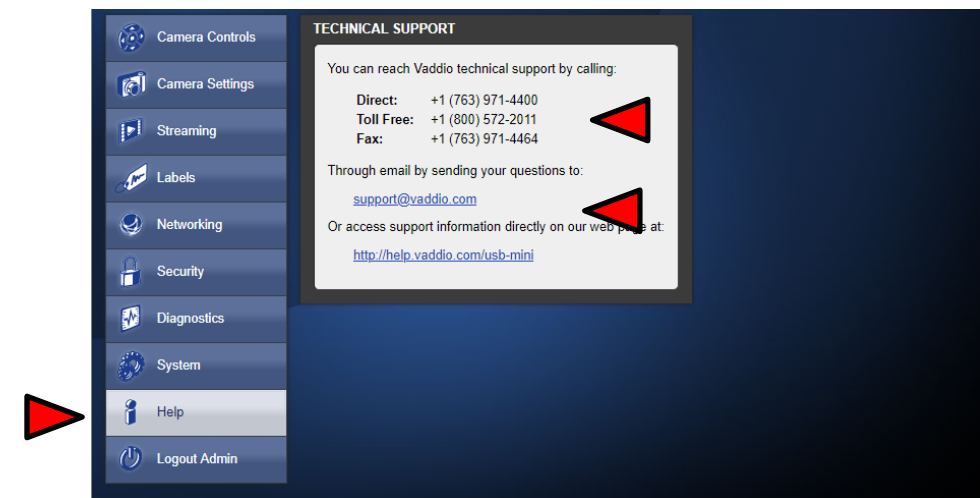 Camera Controls
Camera Settings
Streaming
Labels
Networking
Security
Diagnostics
System
Help
Logout Admin
TECHNICAL SUPPORT
You can reach Vaddio technical support by calling:
Direct: +1 (763) 971-4400
Toll Free: +1 (800) 572-2011
Fax: +1 (763) 971-4464
Through email by sending your questions to:
support@vaddio.com
Or access support information directly on our web page at:
http://help.vaddio.com/usb-mini